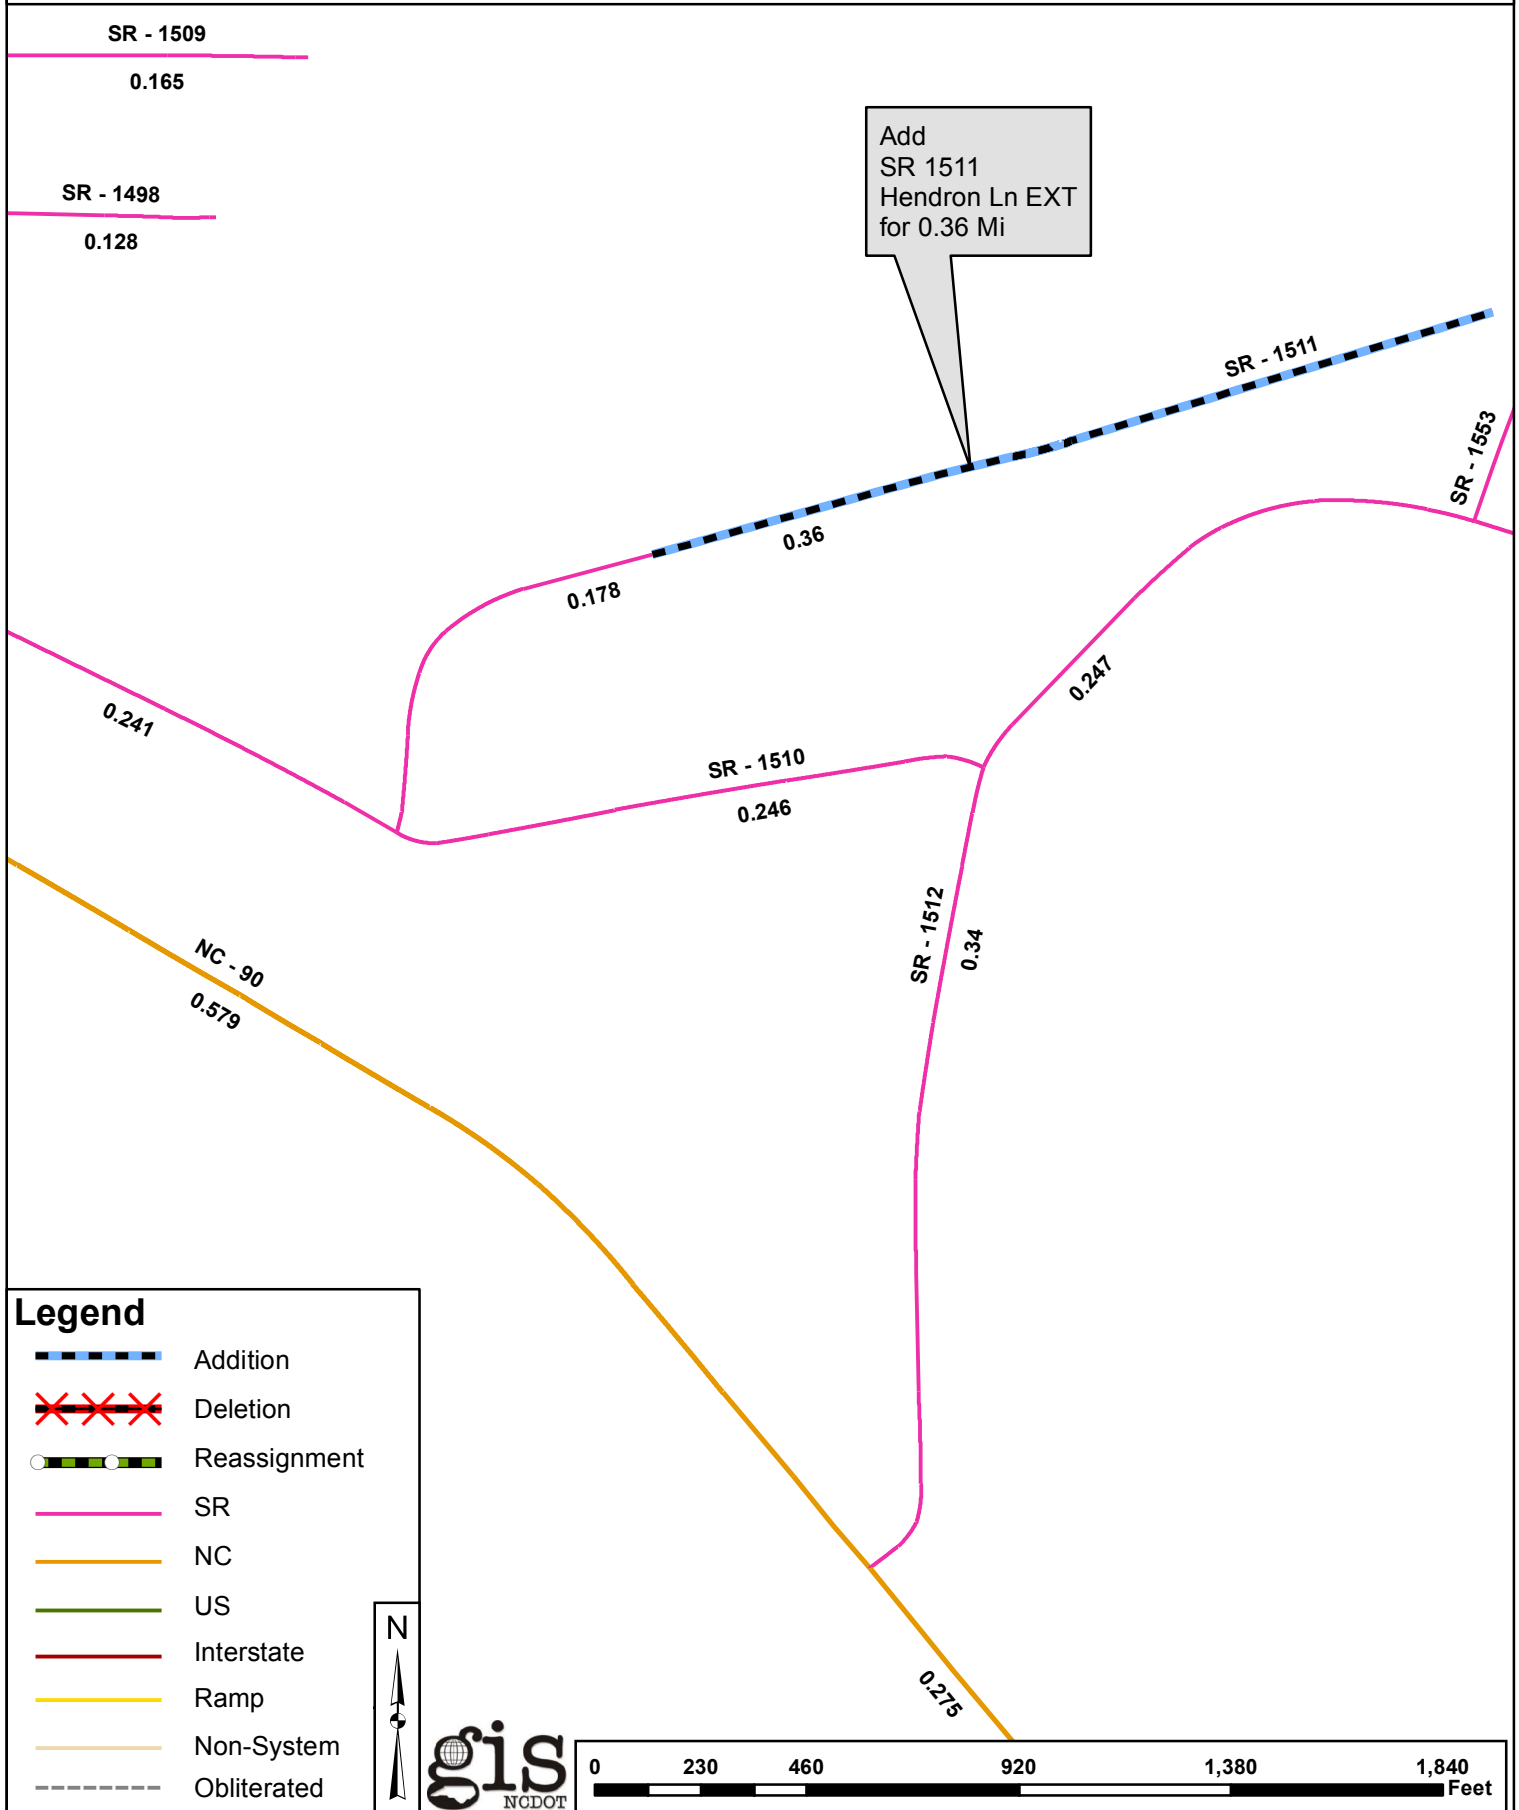 SR - 1509
0.165
SR - 1498
0.128
Add
SR 1511
Hendron Ln EXT
for 0.36 Mi
SR - 1511
SR - 1553
0.36
0.178
0.247
0.241
SR - 1510
0.246
SR - 1512
0.34
NC - 90
0.579
0.275
Legend
Addition
Deletion
Reassignment
SR
NC
US
Interstate
Ramp
Non-System
Obliterated
N
gis
NCDOT
0 230 460 920 1,380 1,840
Feet